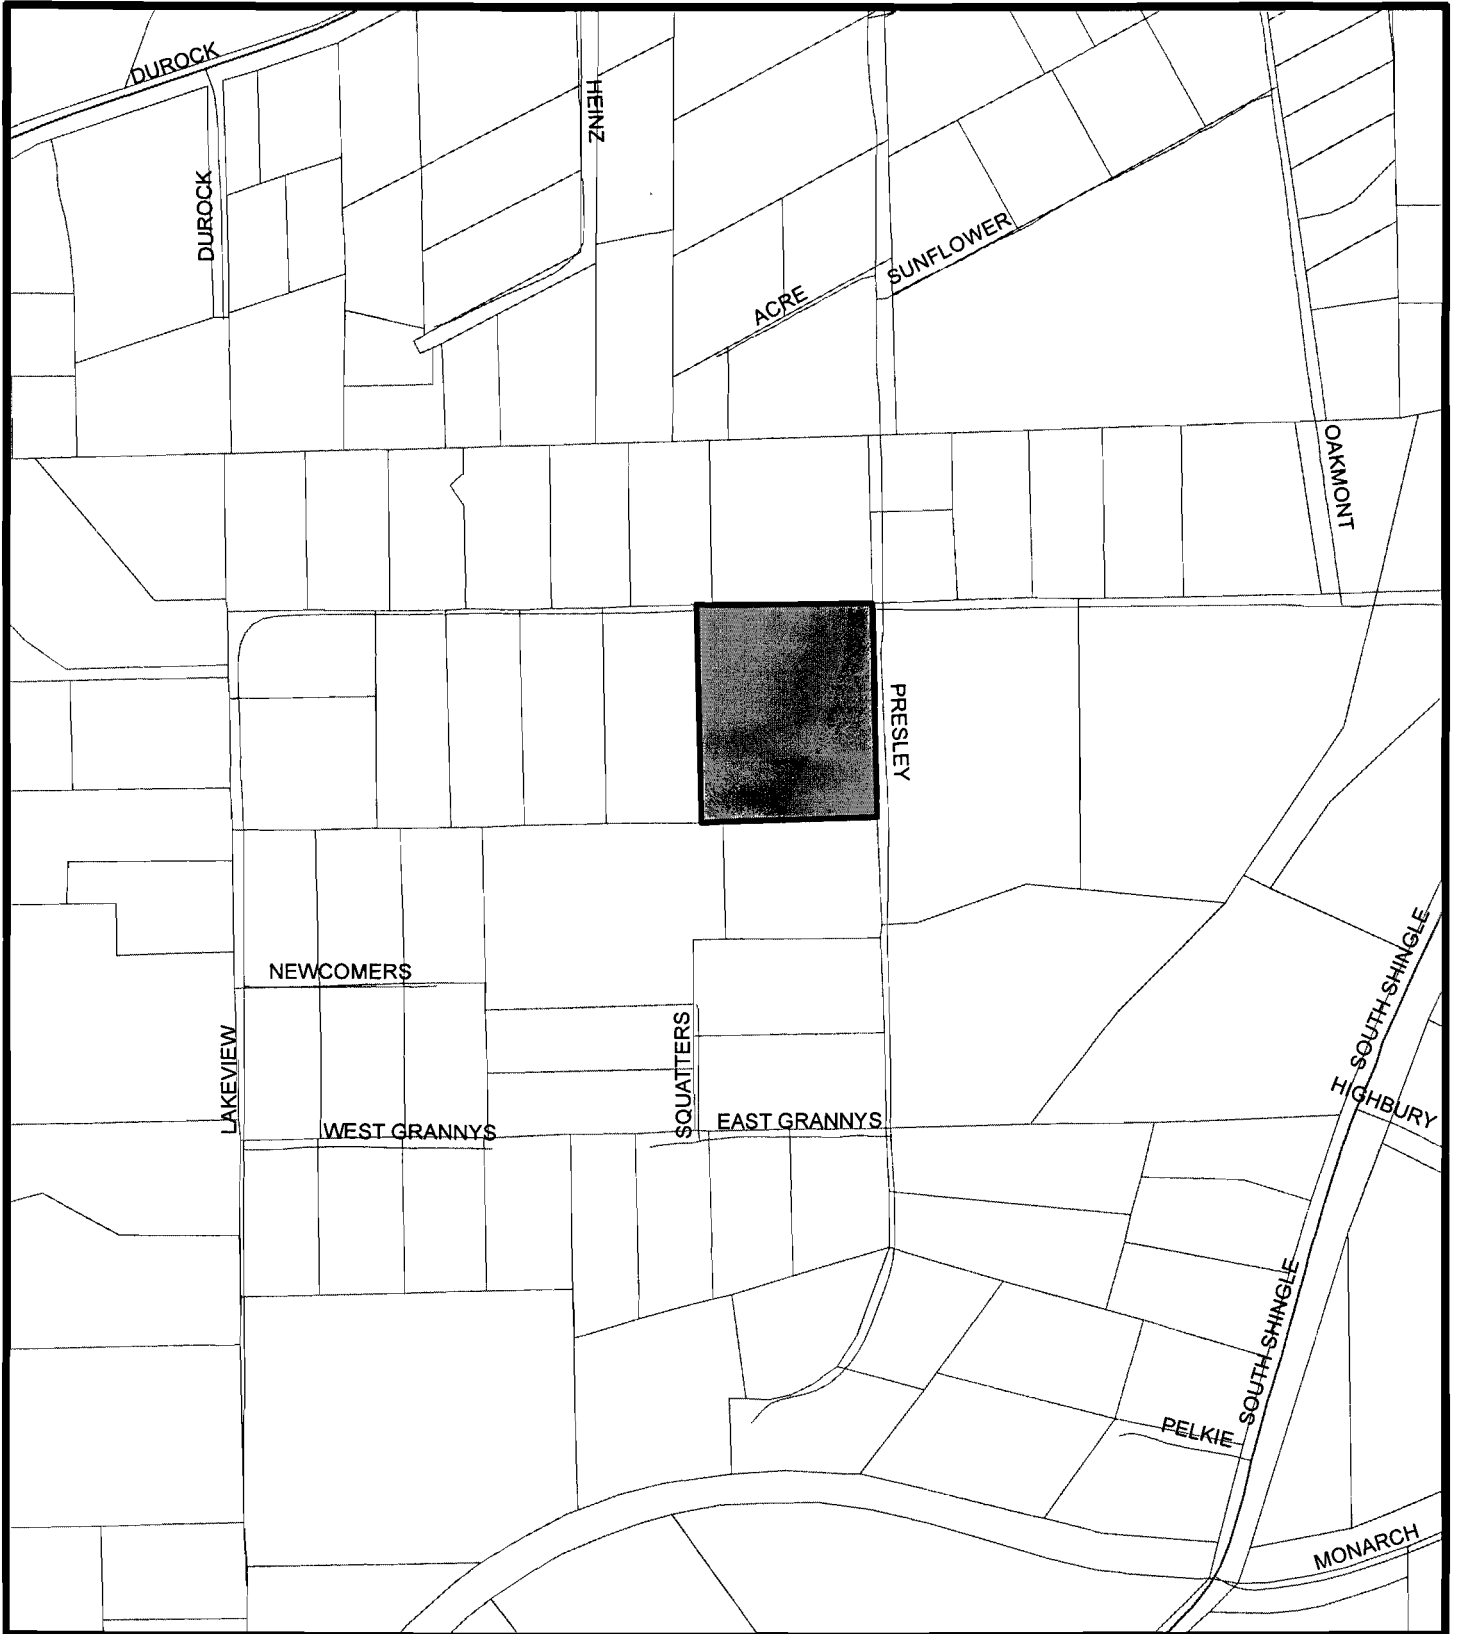 DUROCK
HEINZ
DUROCK
SUNFLOWER
ACRE
OAKMONT
PRESLEY
SOUTH SHINGLE
NEWCOMERS
LAKEVIEW
SQUATTERS
HIGHBURY
WEST GRANNYS
EAST GRANNYS
SOUTH SHINGLE
PELKIE
MONARCH